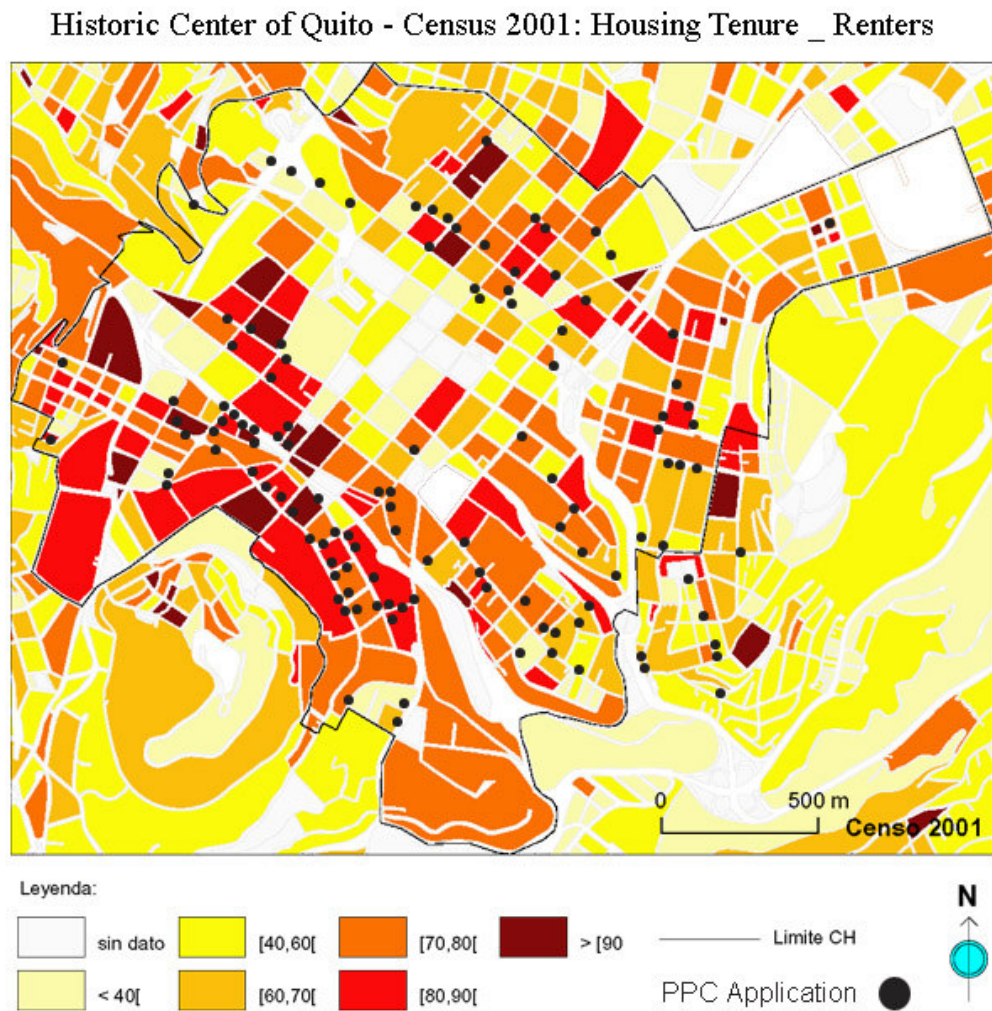 Historic Center of Quito - Census 2001: Housing Tenure _ Renters
0 500 m
Censo 2001
Leyenda:
sin dato [40,60[ [70,80[ > [90 Limite CH N
< 40[ [60,70[ [80,90[ PPC Application